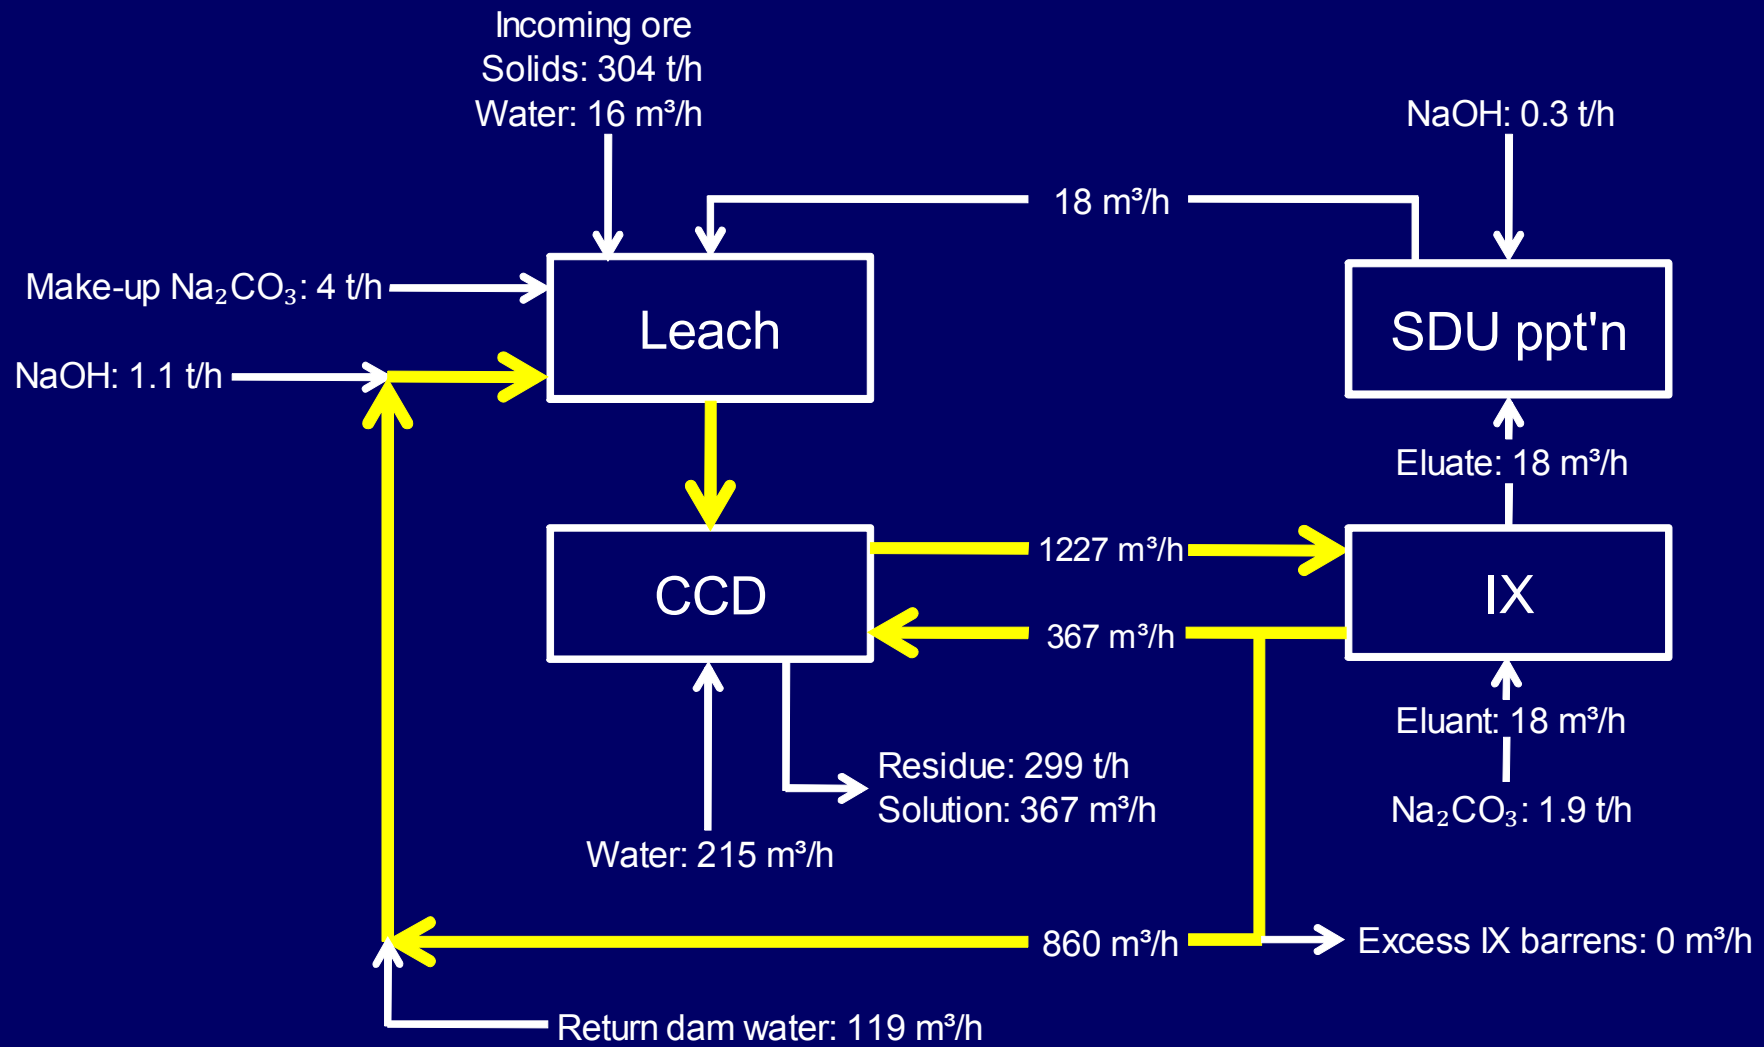 Incoming ore
Solids: 304 t/h
Water: 16 m³/h
NaOH: 0.3 t/h
18 m³/h
Make-up Na₂CO₃: 4 t/h
Leach
SDU ppt'n
NaOH: 1.1 t/h
Eluate: 18 m³/h
1227 m³/h
CCD
IX
367 m³/h
Eluant: 18 m³/h
Residue: 299 t/h
Solution: 367 m³/h
Na₂CO₃: 1.9 t/h
Water: 215 m³/h
860 m³/h
Excess IX barrens: 0 m³/h
Return dam water: 119 m³/h